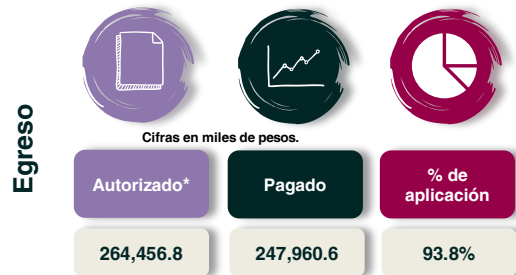 Egreso
Cifras en miles de pesos.
Autorizado*
Pagado
% de
aplicación
264,456.8
247,960.6
93.8%